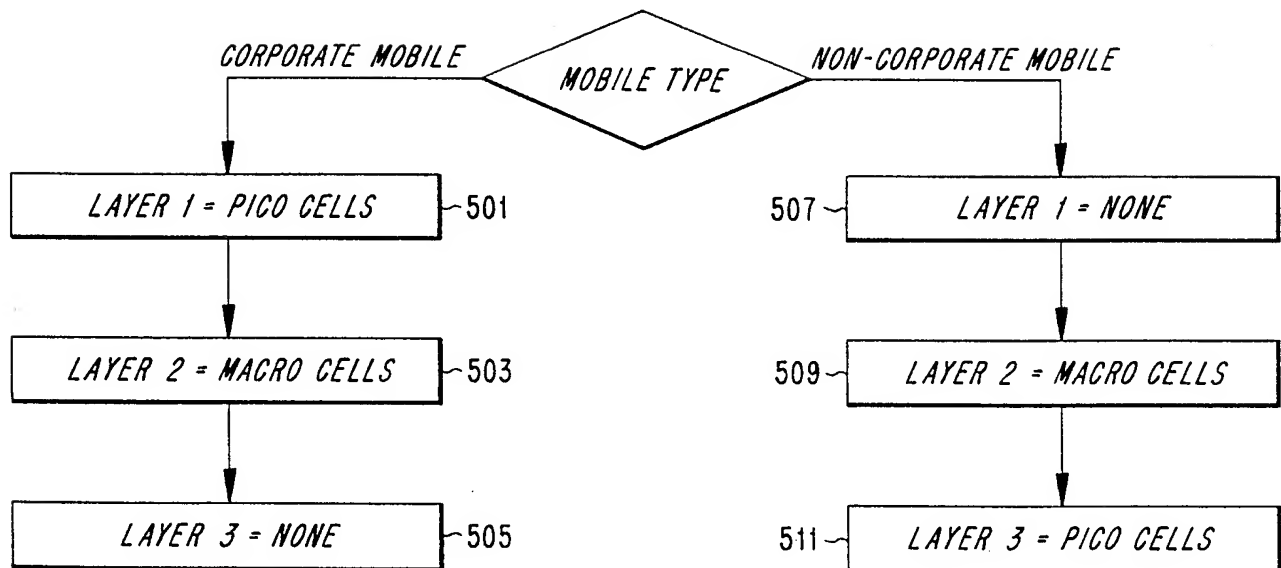 CORPORATE MOBILE
MOBILE TYPE
NON-CORPORATE MOBILE
LAYER 1 = PICO CELLS
501
507
LAYER 1 = NONE
LAYER 2 = MACRO CELLS
503
509
LAYER 2 = MACRO CELLS
LAYER 3 = NONE
505
511
LAYER 3 = PICO CELLS